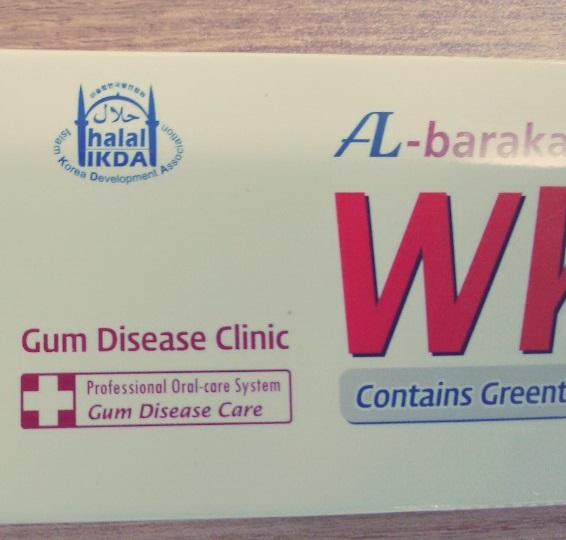 حلال
halal
IKDA
Islam Korea Development Association
AL-baraka
Gum Disease Clinic
Professional Oral-care System
Gum Disease Care
Contains Greent